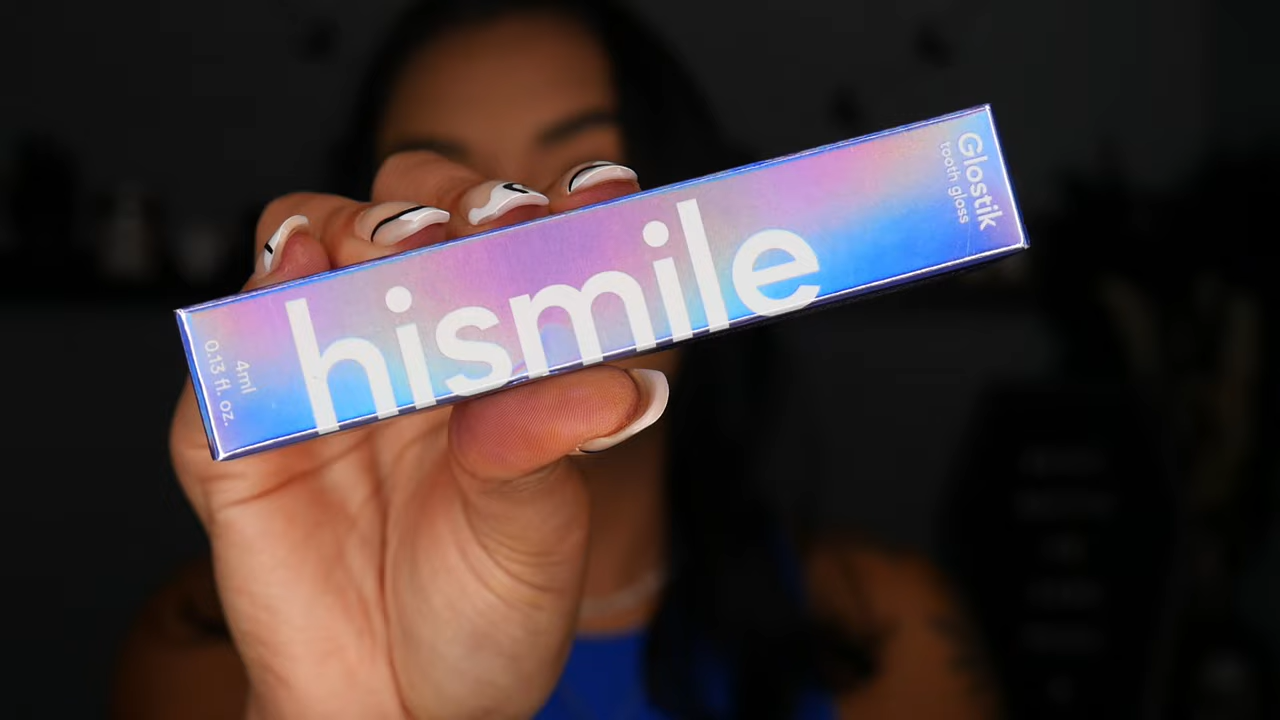 hismile
Glostik
tooth gloss
4ml
0.13 fl. oz.